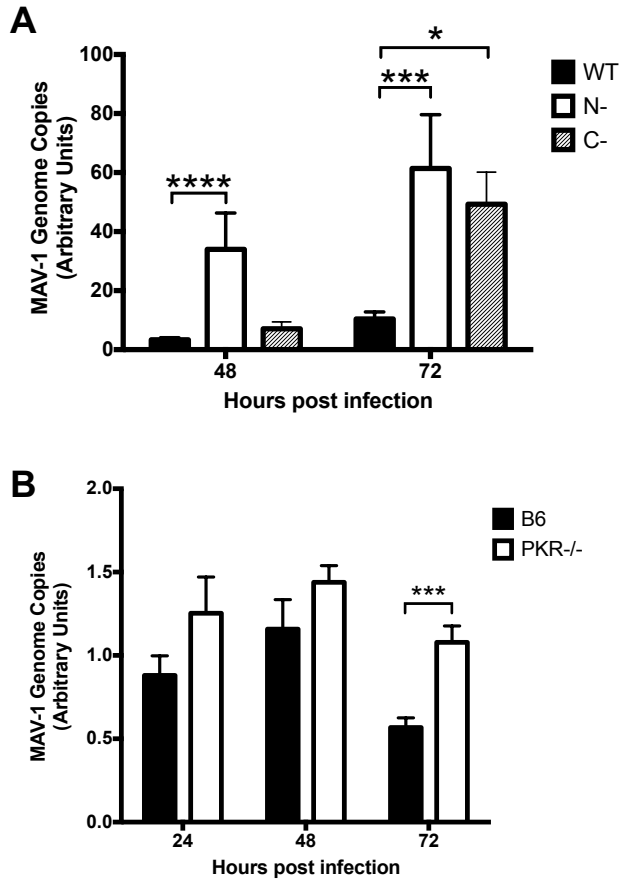 A
MAV-1 Genome Copies
(Arbitrary Units)
100
80
60
40
20
0
****
***
*
WT
N-
C-
48
72
Hours post infection
B
MAV-1 Genome Copies
(Arbitrary Units)
2.0
1.5
1.0
0.5
0.0
***
B6
PKR-/-
24
48
72
Hours post infection